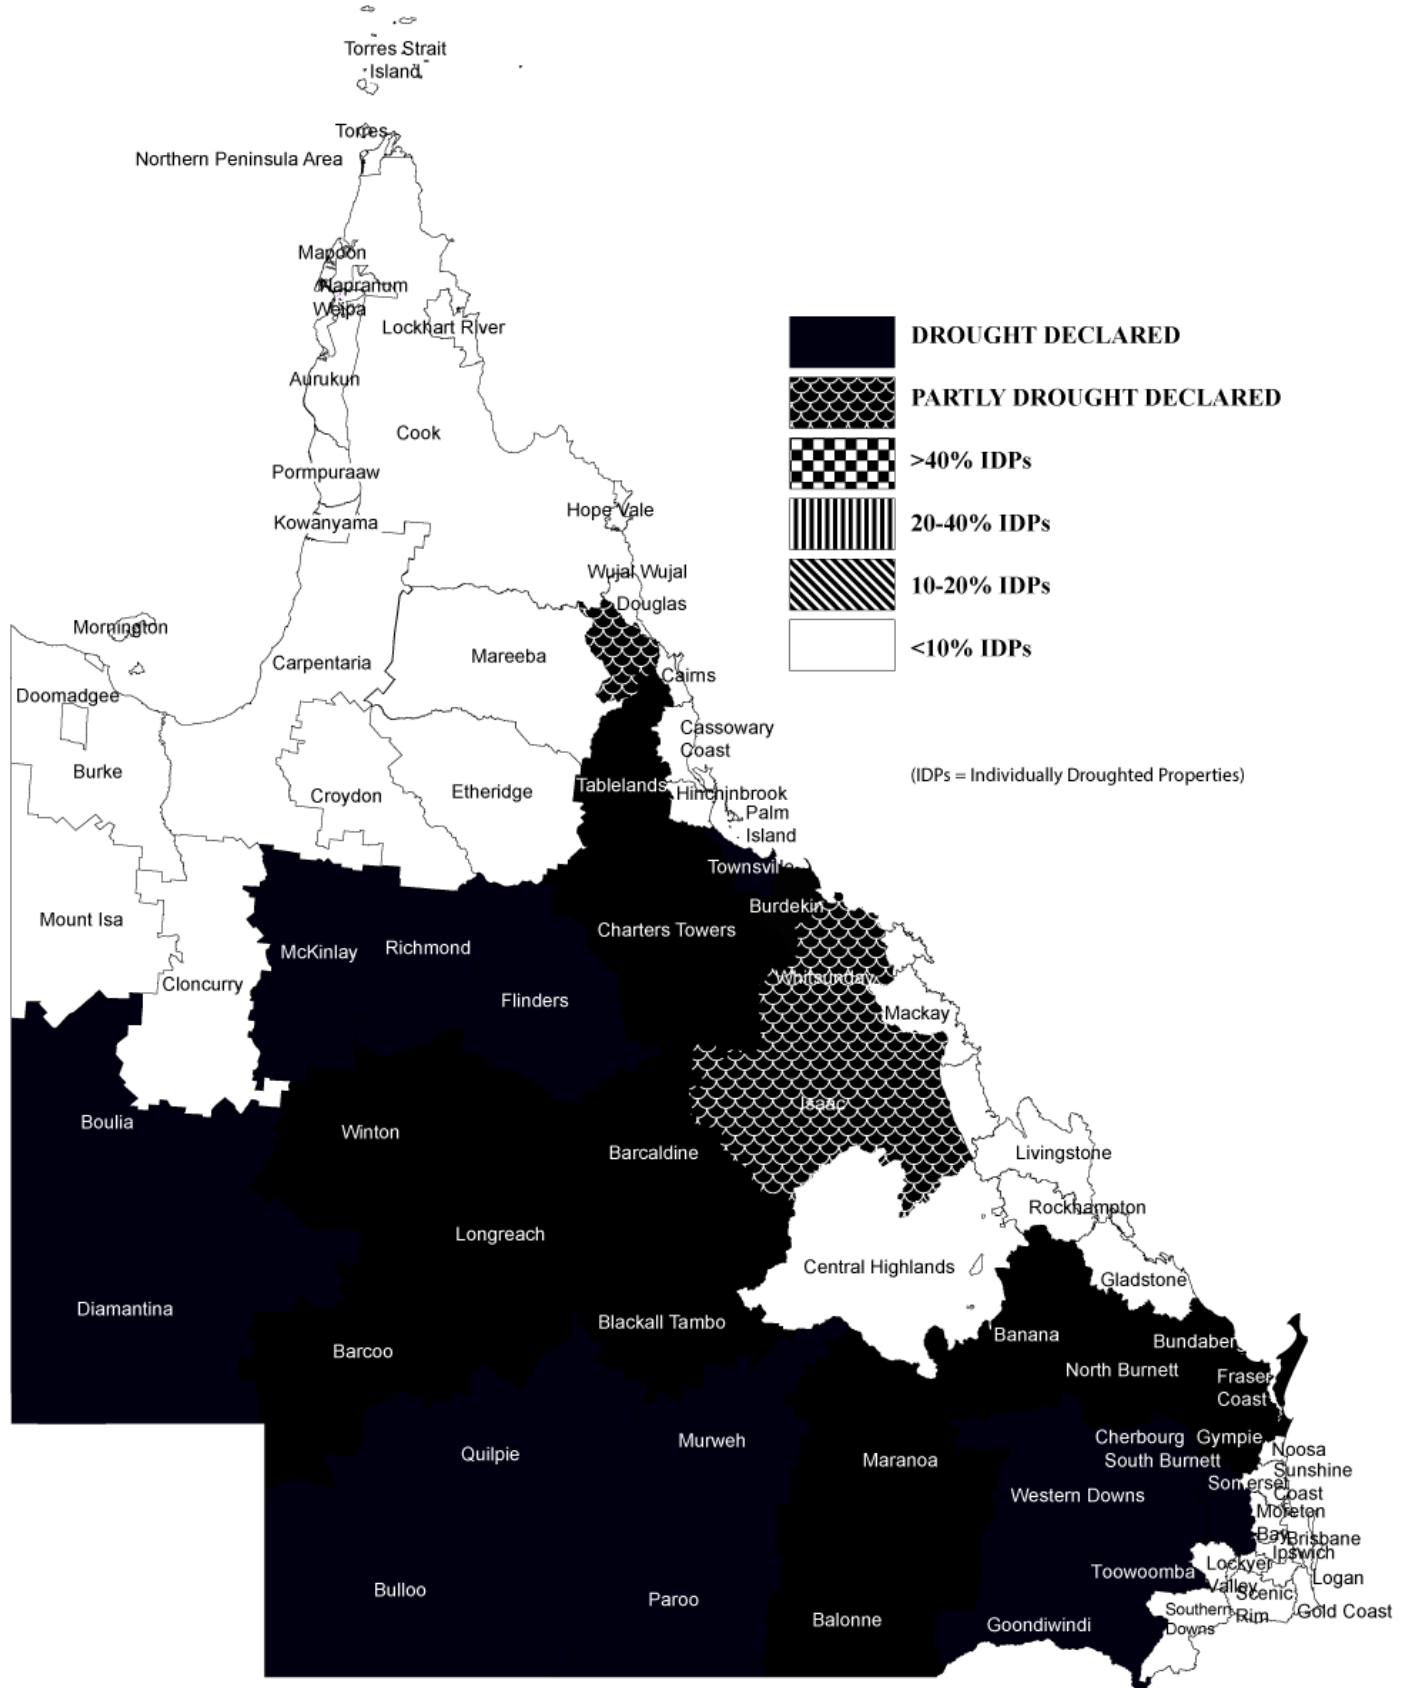 Torres Strait
Island
Torres
Northern Peninsula Area
Mapoon
Napranum
Weipa
Lockhart River
Aurukun
Cook
Pormpuraaw
Kowanyama
Hope Vale
Wujal Wujal
Douglas
Mornington
Carpentaria
Mareeba
Cairns
Doomadgee
Cassowary
Coast
Burke
Croydon
Etheridge
Tablelands
Hinchinbrook
Palm
Island
Townsvil
Burdekin
Mount Isa
McKinlay
Richmond
Charters Towers
Cloncurry
Flinders
Whitsunday
Mackay
Boulia
Winton
Isaac
Barcaldine
Livingstone
Rockhampton
Longreach
Central Highlands
Gladstone
Diamantina
Blackall Tambo
Barcoo
Banana
Bundaberg
North Burnett
Fraser
Coast
Quilpie
Murweh
Maranoa
Cherbourg
Gympie
South Burnett
Noosa
Sunshine
Coast
Somerset
Western Downs
Moreton
Bay
Brisbane
Ipswich
Toowoomba
Lockyer
Valley
Logan
Scenic
Rim
Gold Coast
Southern
Downs
Bulloo
Paroo
Balonne
Goondiwindi
DROUGHT DECLARED
PARTLY DROUGHT DECLARED
>40% IDPs
20-40% IDPs
10-20% IDPs
<10% IDPs
(IDPs = Individually Droughted Properties)